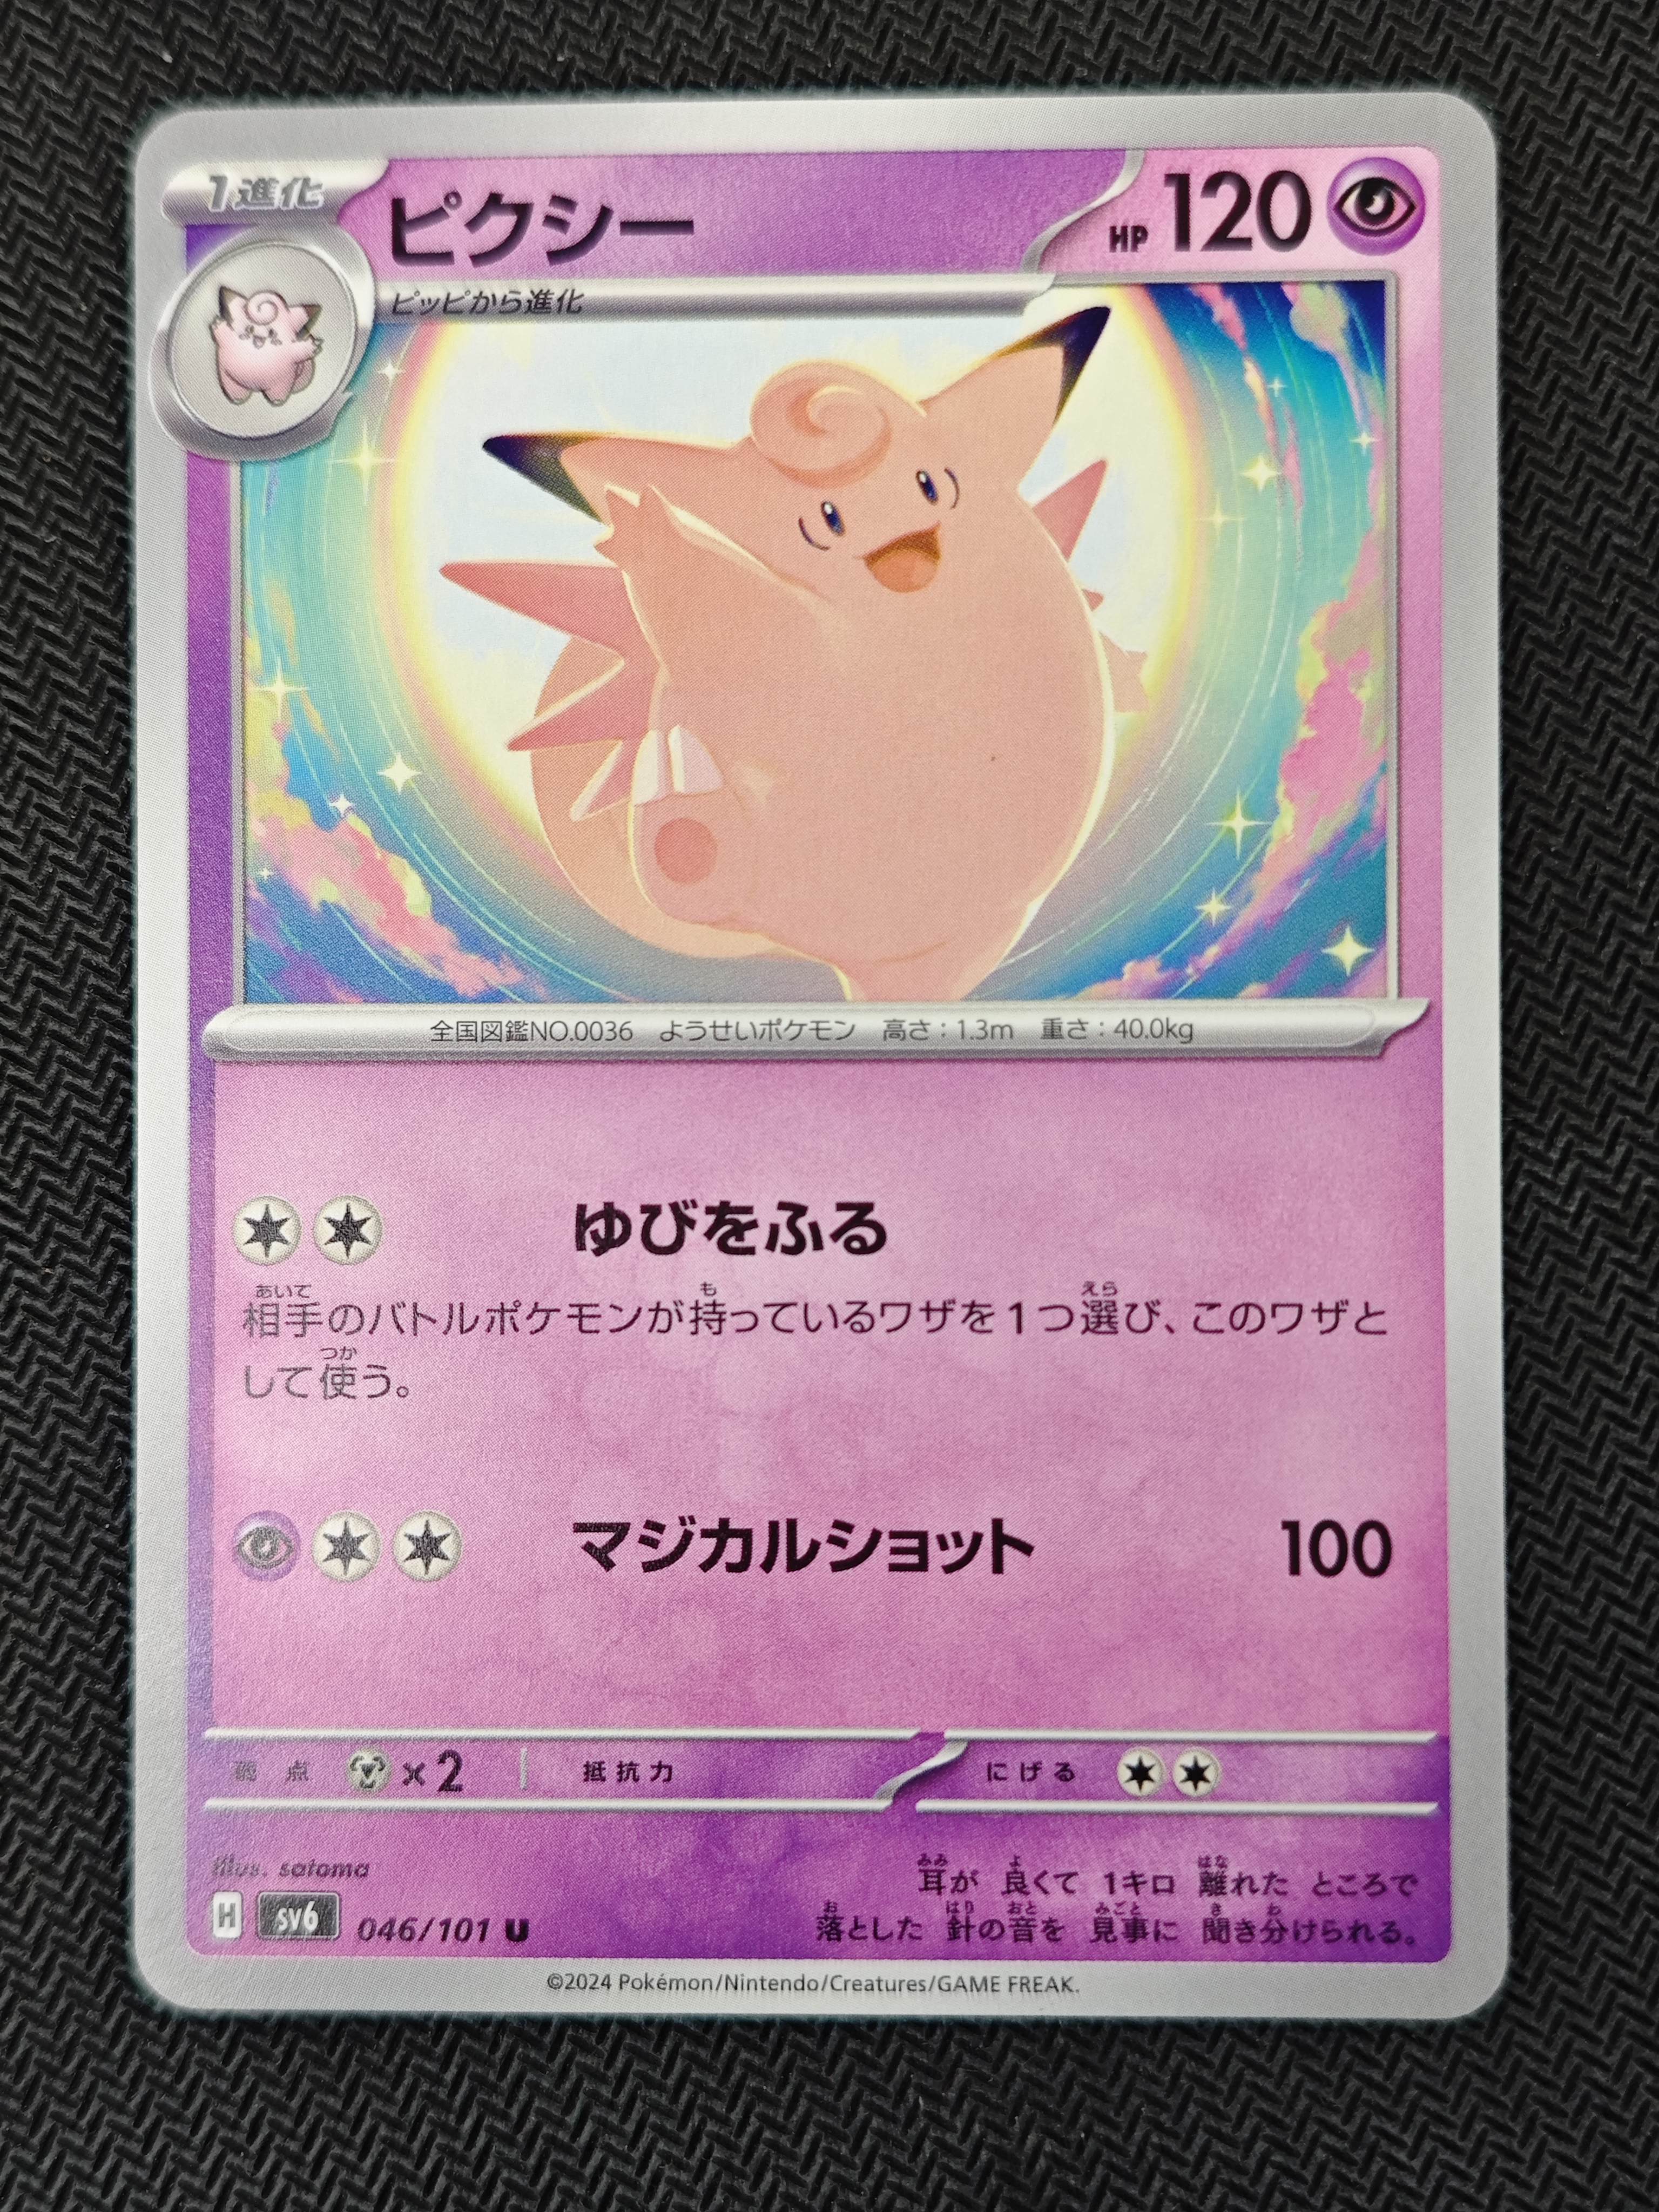 1進化
ピクシー
HP 120
ピッピから進化
全国図鑑NO.0036 ようせいポケモン 高さ：1.3m 重さ：40.0kg
ゆびをふる
あいて も えら
相手のバトルポケモンが持っているワザを1つ選び、このワザと
つか
して使う。
マジカルショット 100
弱点 ×2 抵抗力 にげる
illus. satoma
みみ よ はな
耳が 良くて 1キロ 離れた ところで
お はり おと みごと き わ
落とした 針の音を 見事に 聞き分けられる。
H SV6 046/101 U
©2024 Pokémon/Nintendo/Creatures/GAME FREAK.